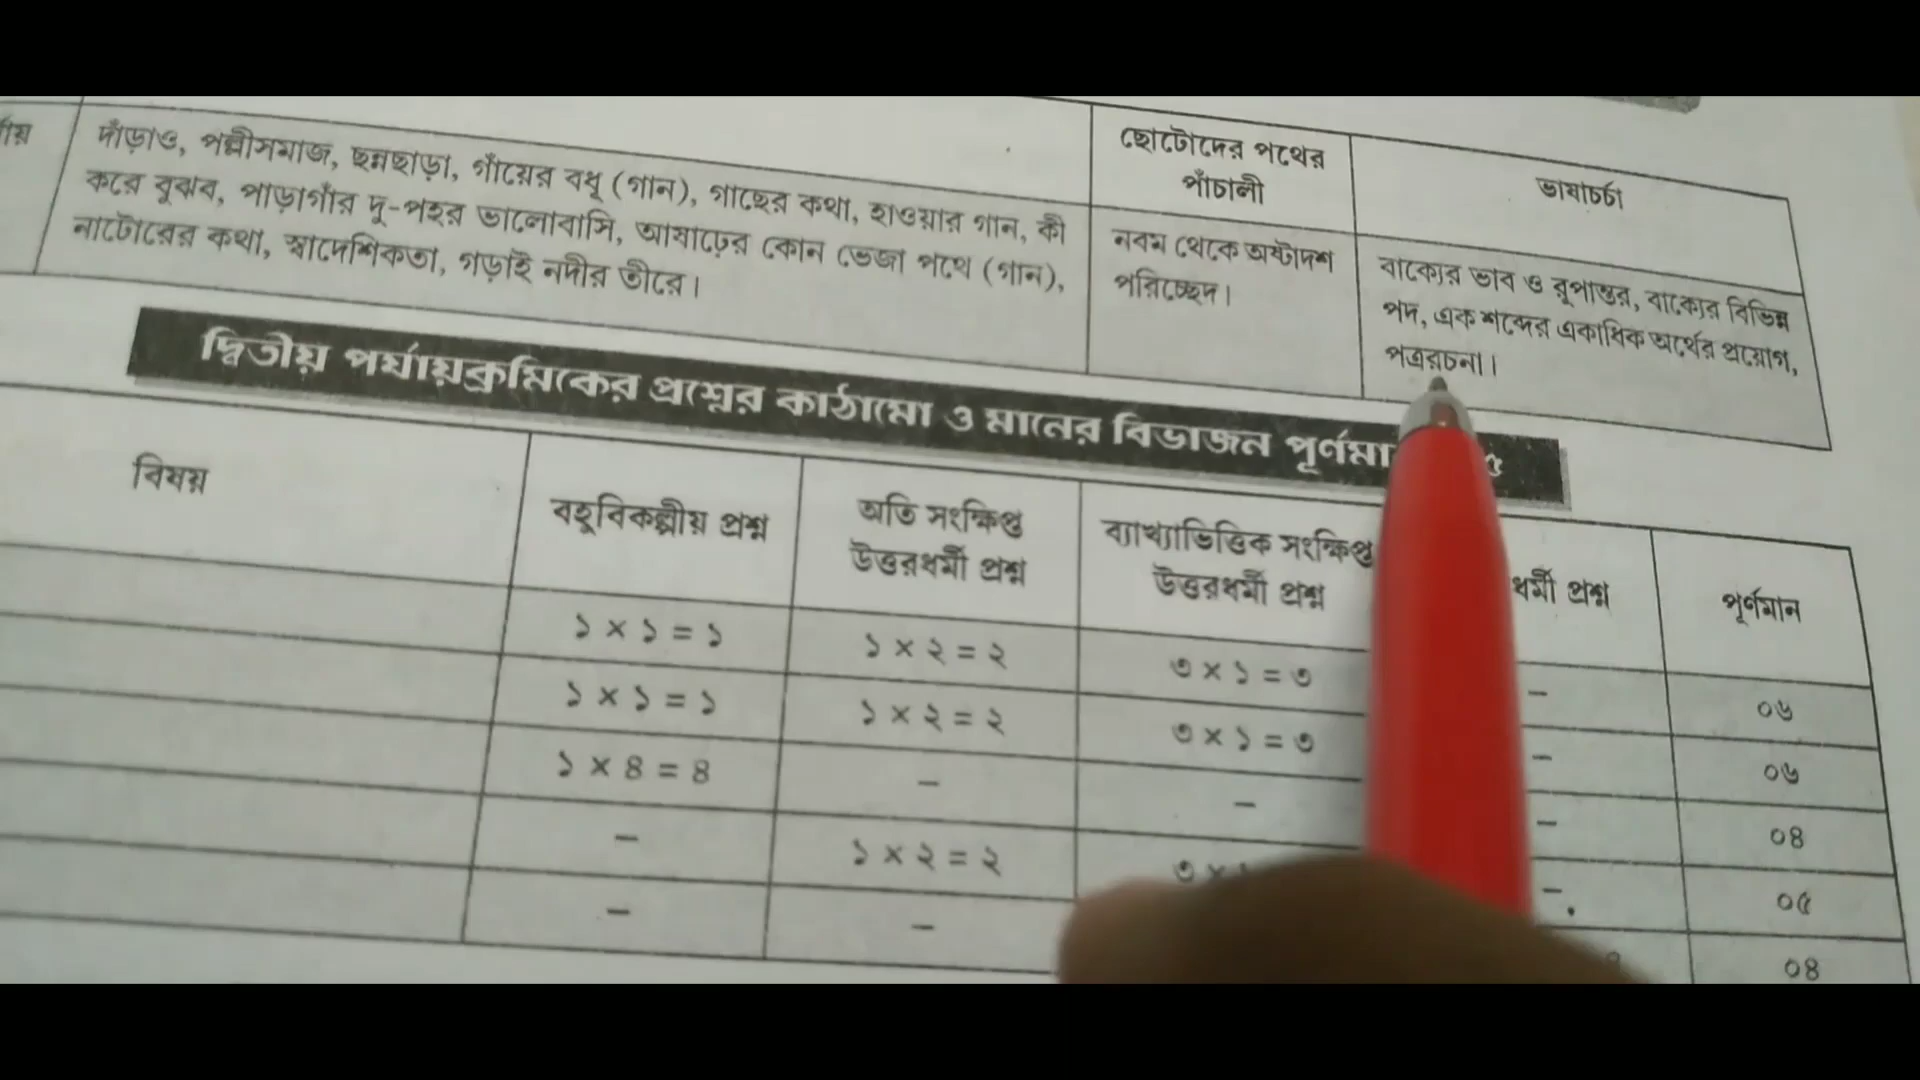 দাঁড়াও, পল্লীসমাজ, ছন্নছাড়া, গাঁয়ের বধূ (গান), গাছের কথা, হাওয়ার গান, কী
করে বুঝব, পাড়াগাঁর দু-পহর ভালোবাসি, আষাঢ়ের কোন ভেজা পথে (গান),
নাটোরের কথা, স্বাদেশিকতা, গড়াই নদীর তীরে।
ছোটোদের পথের
পাঁচালী
নবম থেকে অষ্টাদশ
পরিচ্ছেদ।
ভাষাচর্চা
বাক্যের ভাব ও রূপান্তর, বাক্যের বিভিন্ন
পদ, এক শব্দের একাধিক অর্থের প্রয়োগ,
পত্ররচনা।
দ্বিতীয় পর্যায়ক্রমিকের প্রশ্নের কাঠামো ও মানের বিভাজন
বিষয়
বহুবিকল্পীয় প্রশ্ন
অতি সংক্ষিপ্ত
উত্তরধর্মী প্রশ্ন
ব্যাখ্যাভিত্তিক সংক্ষিপ্ত
উত্তরধর্মী প্রশ্ন
ধর্মী প্রশ্ন
পূর্ণমান
১ × ১ = ১
১ × ২ = ২
৩ × ১ = ৩
–
০৬
১ × ১ = ১
১ × ২ = ২
৩ × ১ = ৩
–
০৬
১ × ৪ = ৪
–
–
–
০৪
–
১ × ২ = ২
–
০৫
–
–
০৪